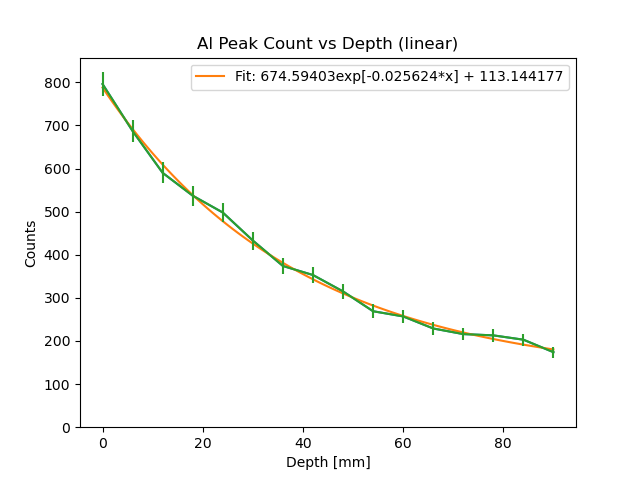 Al Peak Count vs Depth (linear)
Fit: 674.59403exp[-0.025624*x] + 113.144177
800
700
600
500
400
300
200
100
0
Counts
0 20 40 60 80
Depth [mm]